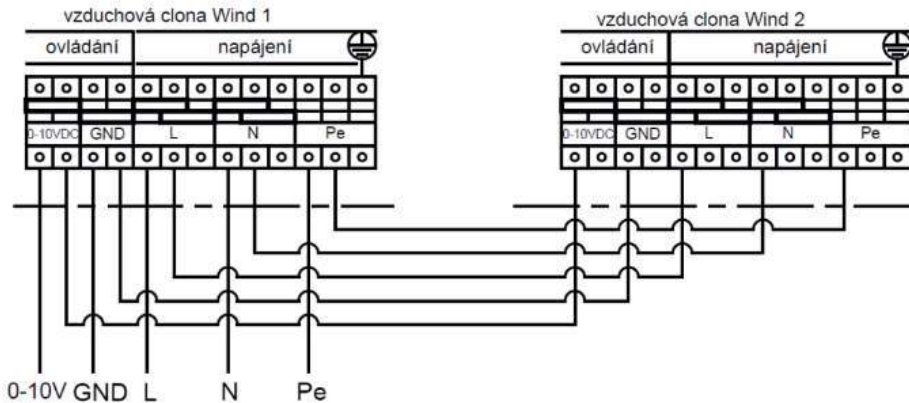 vzduchová clona Wind 1
ovládání napájení
0-10VDC GND L N Pe
vzduchová clona Wind 2
ovládání napájení
0-10VDC GND L N Pe
0-10V GND L N Pe